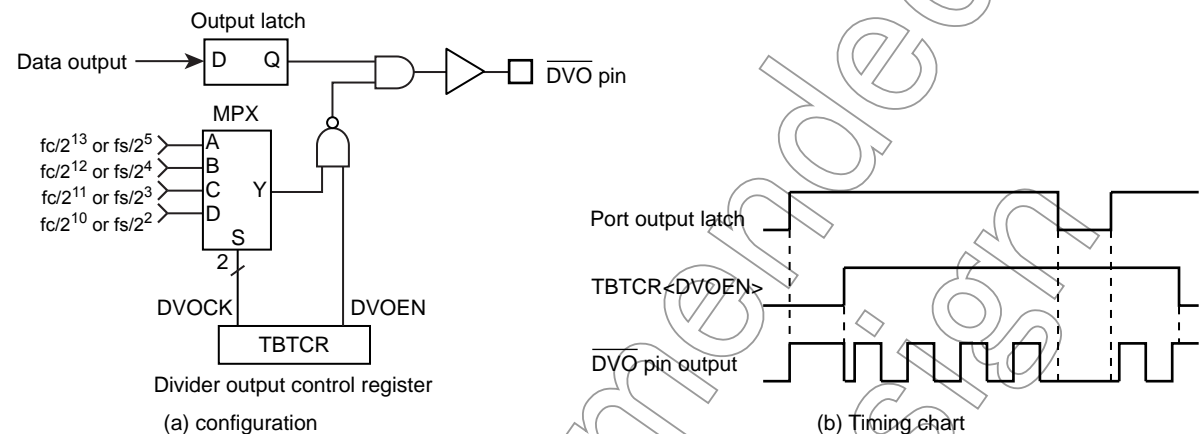 Output latch
Data output
D Q
DVO pin
MPX
fc/2^13 or fs/2^5
A
fc/2^12 or fs/2^4
B
fc/2^11 or fs/2^3
C
Y
fc/2^10 or fs/2^2
D
S
2
DVOCK
DVOEN
TBTCR
Divider output control register
(a) configuration
Port output latch
TBTCR<DVOEN>
DVO pin output
(b) Timing chart
mended
sign